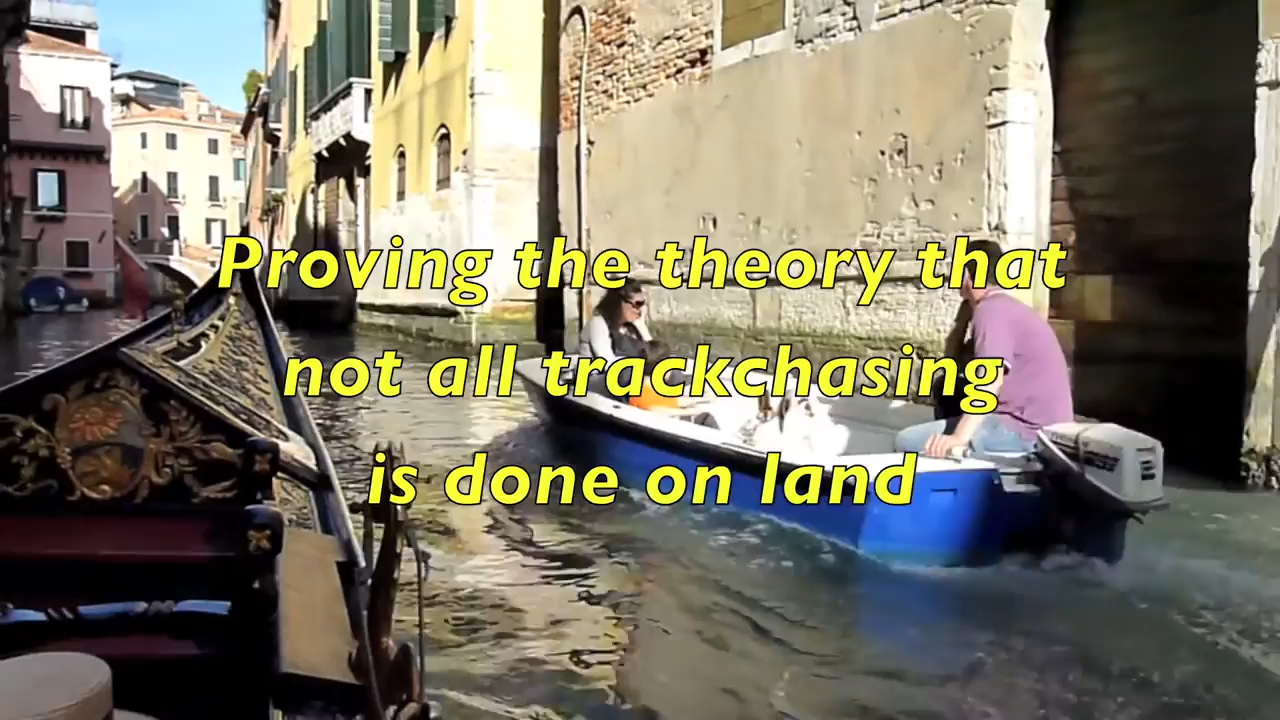 Proving the theory that
not all trackchasing
is done on land